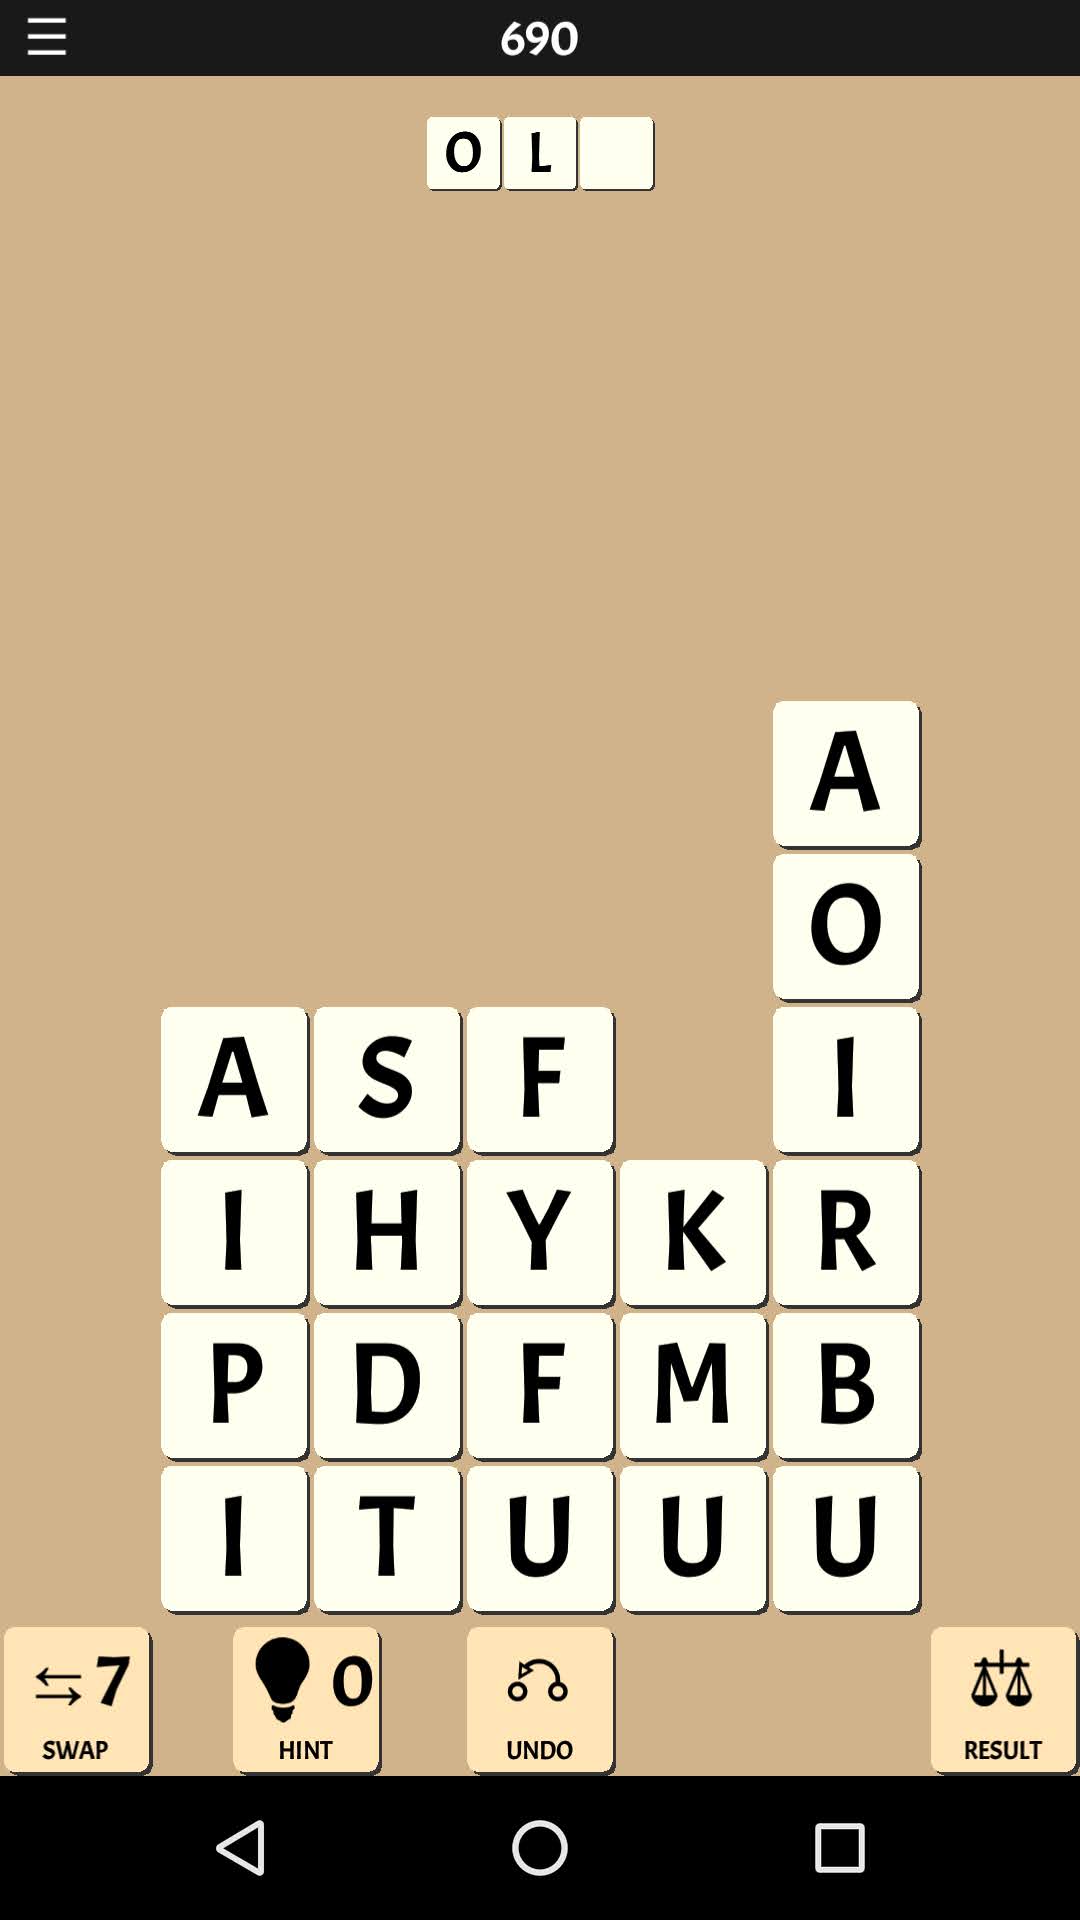 690
O L
A
O
A S F I
I H Y K R
P D F M B
I T U U U
7 0
SWAP HINT UNDO RESULT